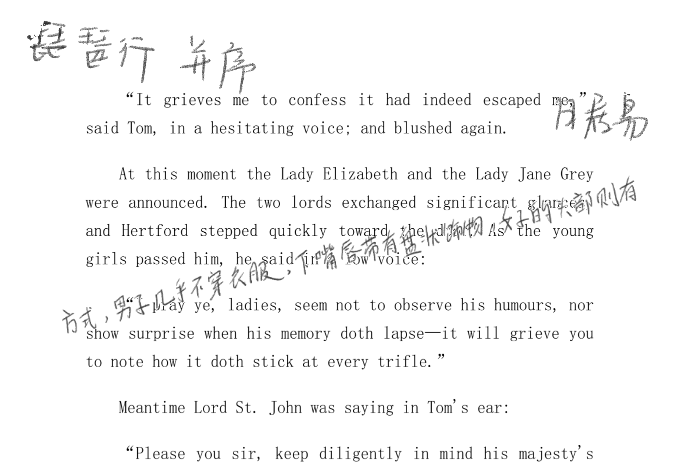 琵琶行 并序
“It grieves me to confess it had indeed escaped me,”
白居易
said Tom, in a hesitating voice; and blushed again.
At this moment the Lady Elizabeth and the Lady Jane Grey
were announced. The two lords exchanged significant glances,
and Hertford stepped quickly toward the door. As the young
girls passed him, he said in a low voice:
方式，男子几乎不穿衣服，下嘴唇带有盘状饰物，女子的头部则有
“I pray ye, ladies, seem not to observe his humours, nor
show surprise when his memory doth lapse—it will grieve you
to note how it doth stick at every trifle.”
Meantime Lord St. John was saying in Tom's ear:
“Please you sir, keep diligently in mind his majesty's